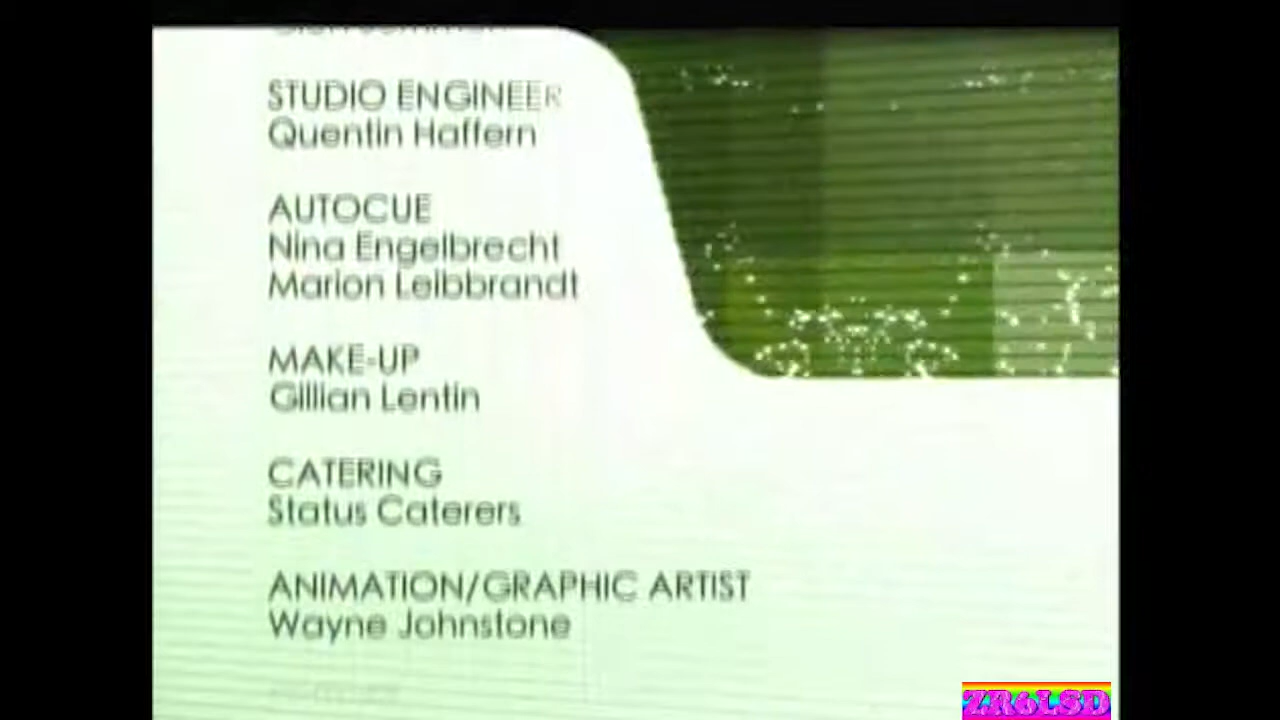 STUDIO ENGINEER
Quentin Haffern
AUTOCUE
Nina Engelbrecht
Marion Leibbrandt
MAKE-UP
Gillian Lentin
CATERING
Status Caterers
ANIMATION/GRAPHIC ARTIST
Wayne Johnstone
ZR6LSD